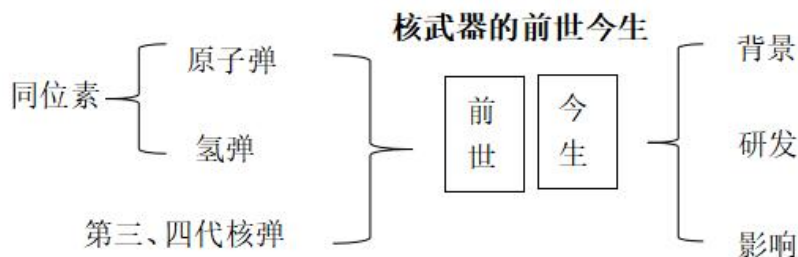 核武器的前世今生
同位素
原子弹
氢弹
第三、四代核弹
前世
今生
背景
研发
影响